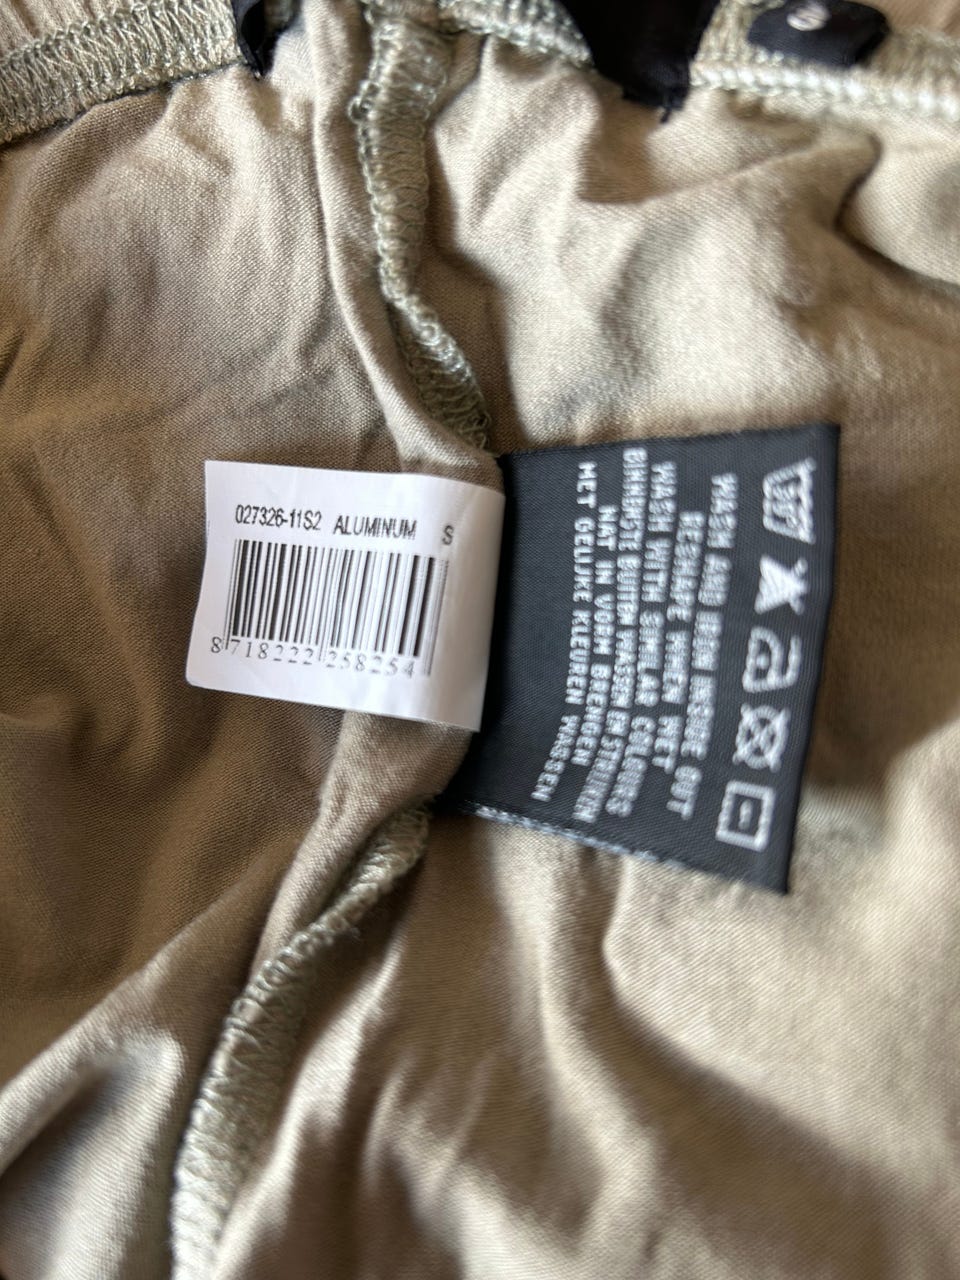 027326-11S2 ALUMINUM S
8 718222 258254
WASH AND IRON INSIDE OUT
RESHAPE WHEN WET
WASH WITH SIMILAR COLOURS
BINNENSTE BUITEN WASSEN EN STRIJKEN
NAT IN VORM BRENGEN
MET GELIJKE KLEUREN WASSEN